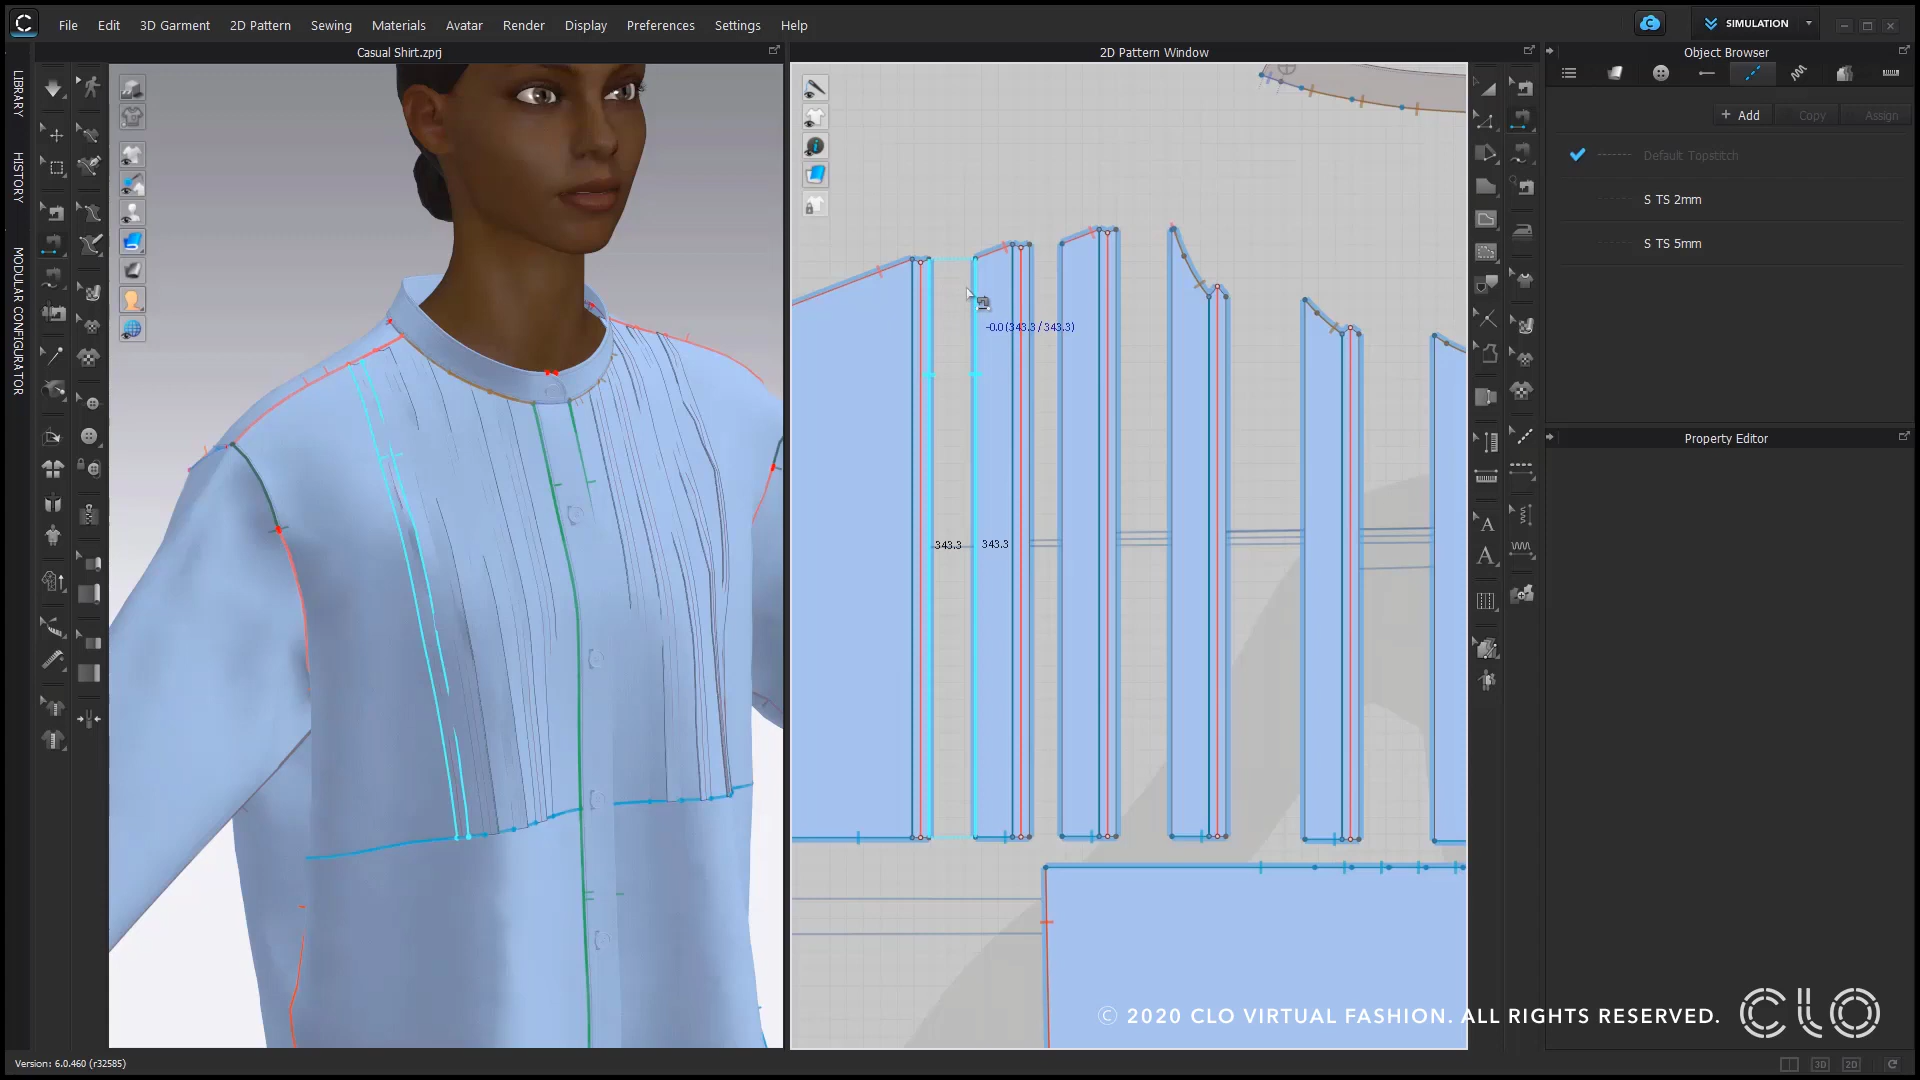 File Edit 3D Garment 2D Pattern Sewing Materials Avatar Render Display Preferences Settings Help
SIMULATION
Casual Shirt.zprj
2D Pattern Window
Object Browser
LIBRARY
HISTORY
MODULAR CONFIGURATOR
+ Add Copy Assign
Default Topstitch
S TS 2mm
S TS 5mm
Property Editor
-0.0 (343.3 / 343.3)
343.3 343.3
A
A
© 2020 CLO VIRTUAL FASHION. ALL RIGHTS RESERVED.
CLO
Version: 6.0.460 (r32585)
3D 2D